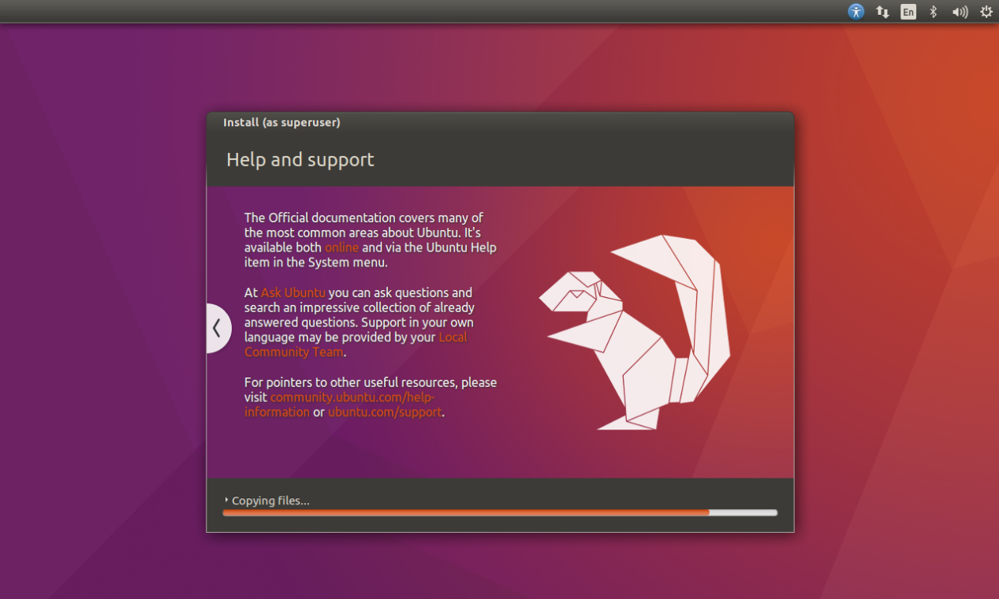 En
Install (as superuser)
Help and support
The Official documentation covers many of
the most common areas about Ubuntu. It's
available both online and via the Ubuntu Help
item in the System menu.
At Ask Ubuntu you can ask questions and
search an impressive collection of already
answered questions. Support in your own
language may be provided by your Local
Community Team.
For pointers to other useful resources, please
visit community.ubuntu.com/help-
information or ubuntu.com/support.
Copying files...